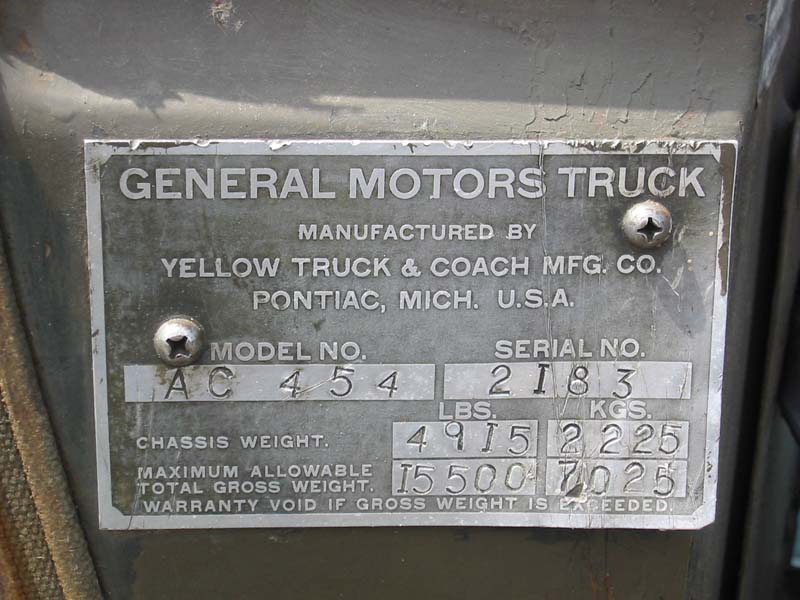 GENERAL MOTORS TRUCK
MANUFACTURED BY
YELLOW TRUCK & COACH MFG. CO.
PONTIAC, MICH. U.S.A.
MODEL NO. SERIAL NO.
AC 454 2183
LBS. KGS.
CHASSIS WEIGHT. 4915 2225
MAXIMUM ALLOWABLE
TOTAL GROSS WEIGHT. 15500 7025
WARRANTY VOID IF GROSS WEIGHT IS EXCEEDED.